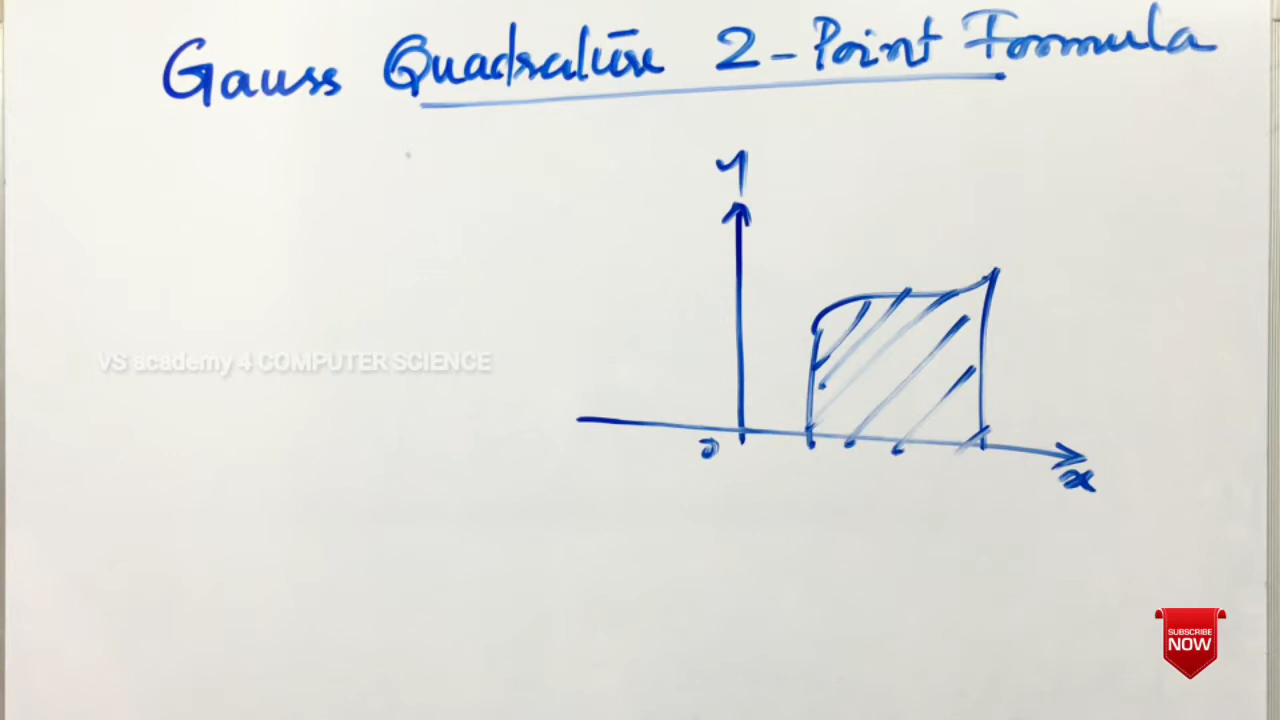 Gauss Quadrature 2-Point Formula
y
VS academy 4 COMPUTER SCIENCE
0
x
SUBSCRIBE
NOW